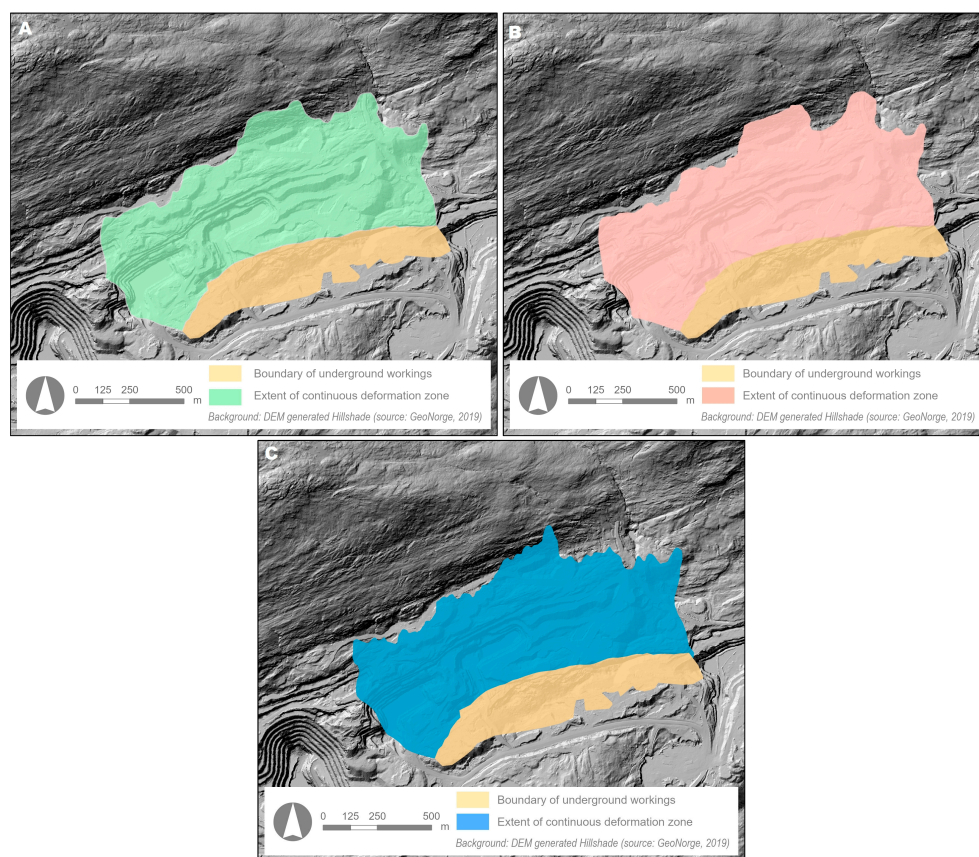 A
Boundary of underground workings
0 125 250 500
Extent of continuous deformation zone
m
Background: DEM generated Hillshade (source: GeoNorge, 2019)
B
Boundary of underground workings
0 125 250 500
Extent of continuous deformation zone
m
Background: DEM generated Hillshade (source: GeoNorge, 2019)
C
Boundary of underground workings
0 125 250 500
Extent of continuous deformation zone
m
Background: DEM generated Hillshade (source: GeoNorge, 2019)